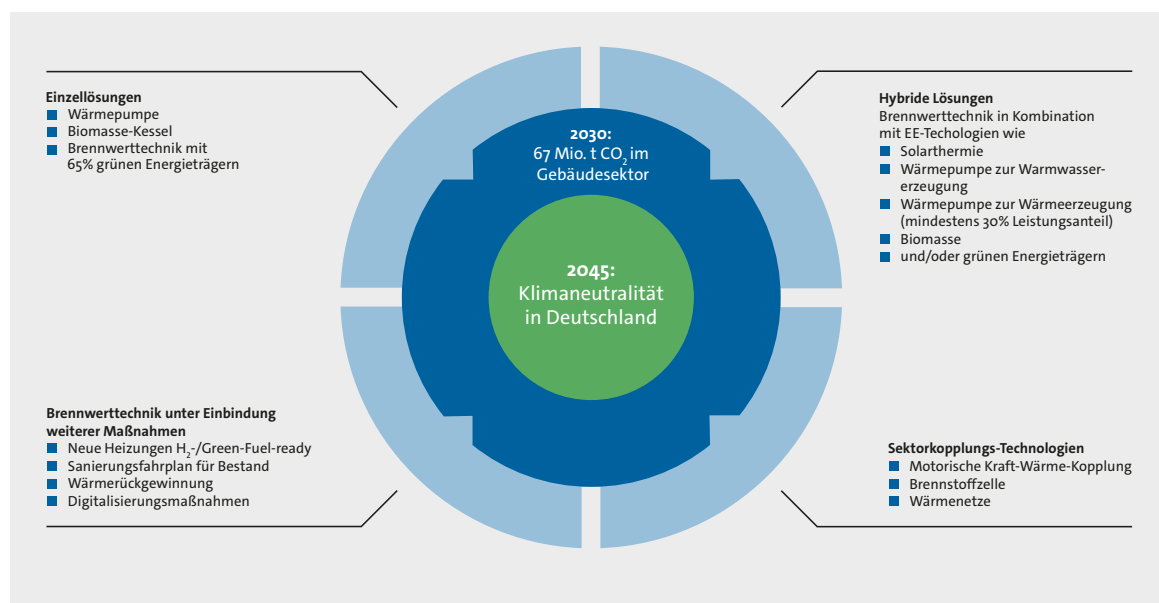 Einzellösungen
Wärmepumpe
Biomasse-Kessel
Brennwerttechnik mit
65% grünen Energieträgern
2030:
67 Mio. t CO₂ im
Gebäudesektor
2045:
Klimaneutralität
in Deutschland
Hybride Lösungen
Brennwerttechnik in Kombination
mit EE-Techologien wie
Solarthermie
Wärmepumpe zur Warmwasser-
erzeugung
Wärmepumpe zur Wärmeerzeugung
(mindestens 30% Leistungsanteil)
Biomasse
und/oder grünen Energieträgern
Brennwerttechnik unter Einbindung
weiterer Maßnahmen
Neue Heizungen H₂-/Green-Fuel-ready
Sanierungsfahrplan für Bestand
Wärmerückgewinnung
Digitalisierungsmaßnahmen
Sektorkopplungs-Technologien
Motorische Kraft-Wärme-Kopplung
Brennstoffzelle
Wärmenetze